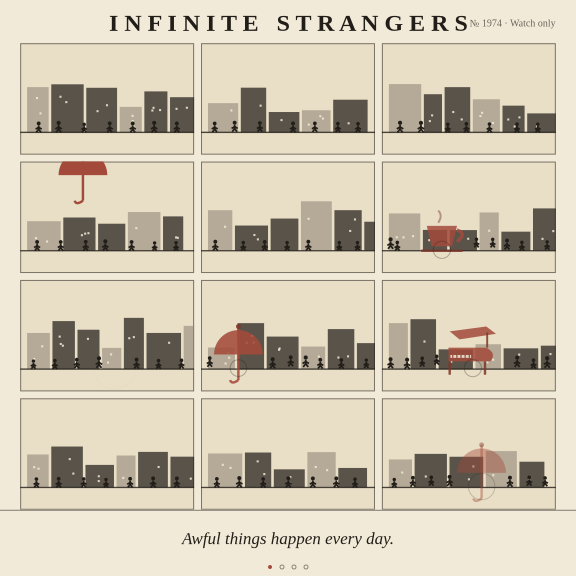 INFINITE STRANGERS
№ 1974 · Watch only
Awful things happen every day.